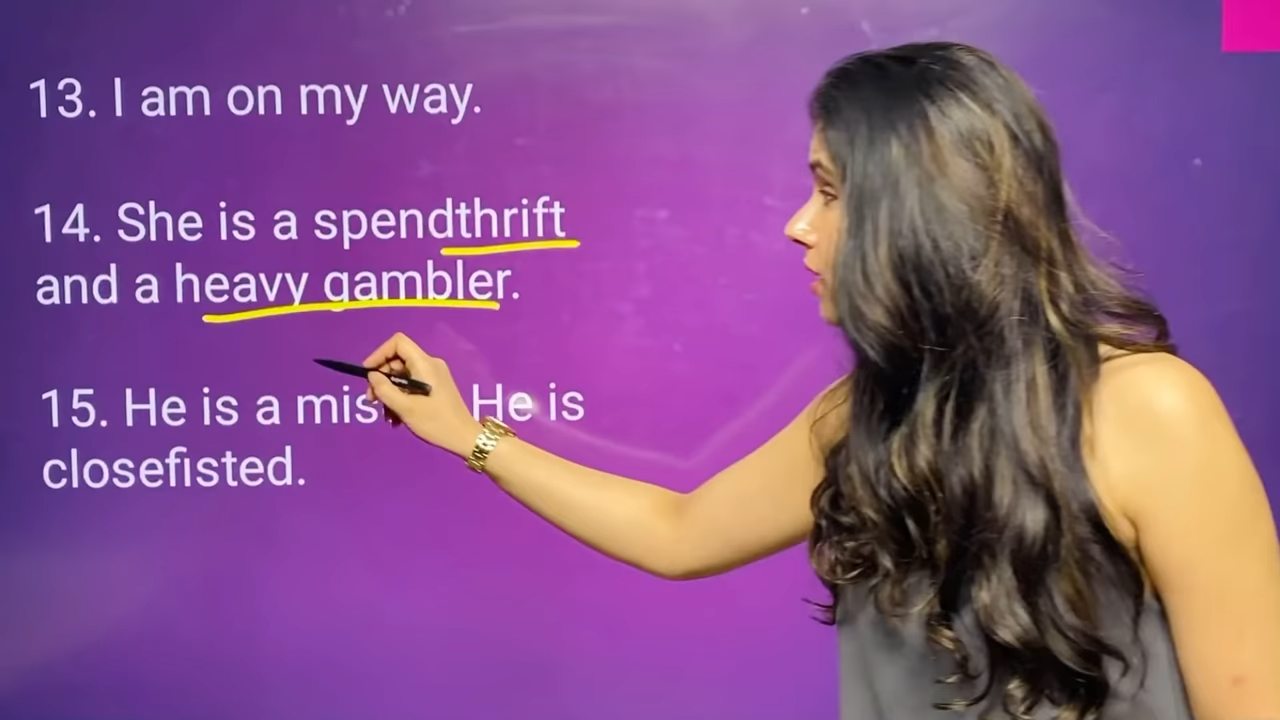 13. I am on my way.
14. She is a spendthrift
and a heavy gambler.
15. He is a He is
closefisted.